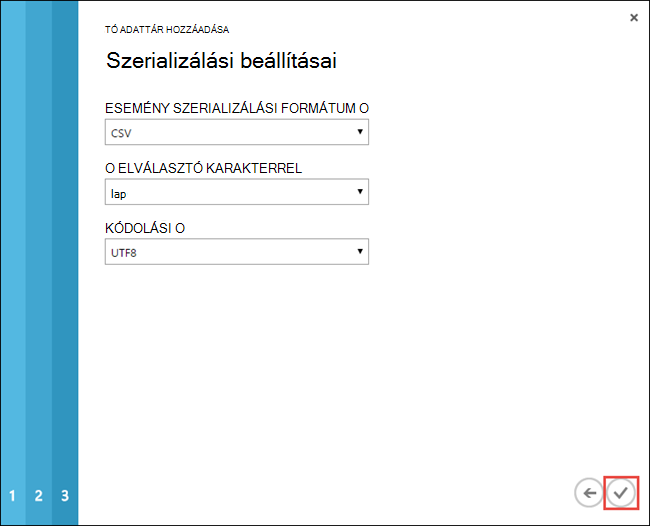 TÓ ADATTÁR HOZZÁADÁSA
Szerializálási beállításai
ESEMÉNY SZERIALIZÁLÁSI FORMÁTUM O
CSV
O ELVÁLASZTÓ KARAKTERREL
lap
KÓDOLÁSI O
UTF8
1 2 3